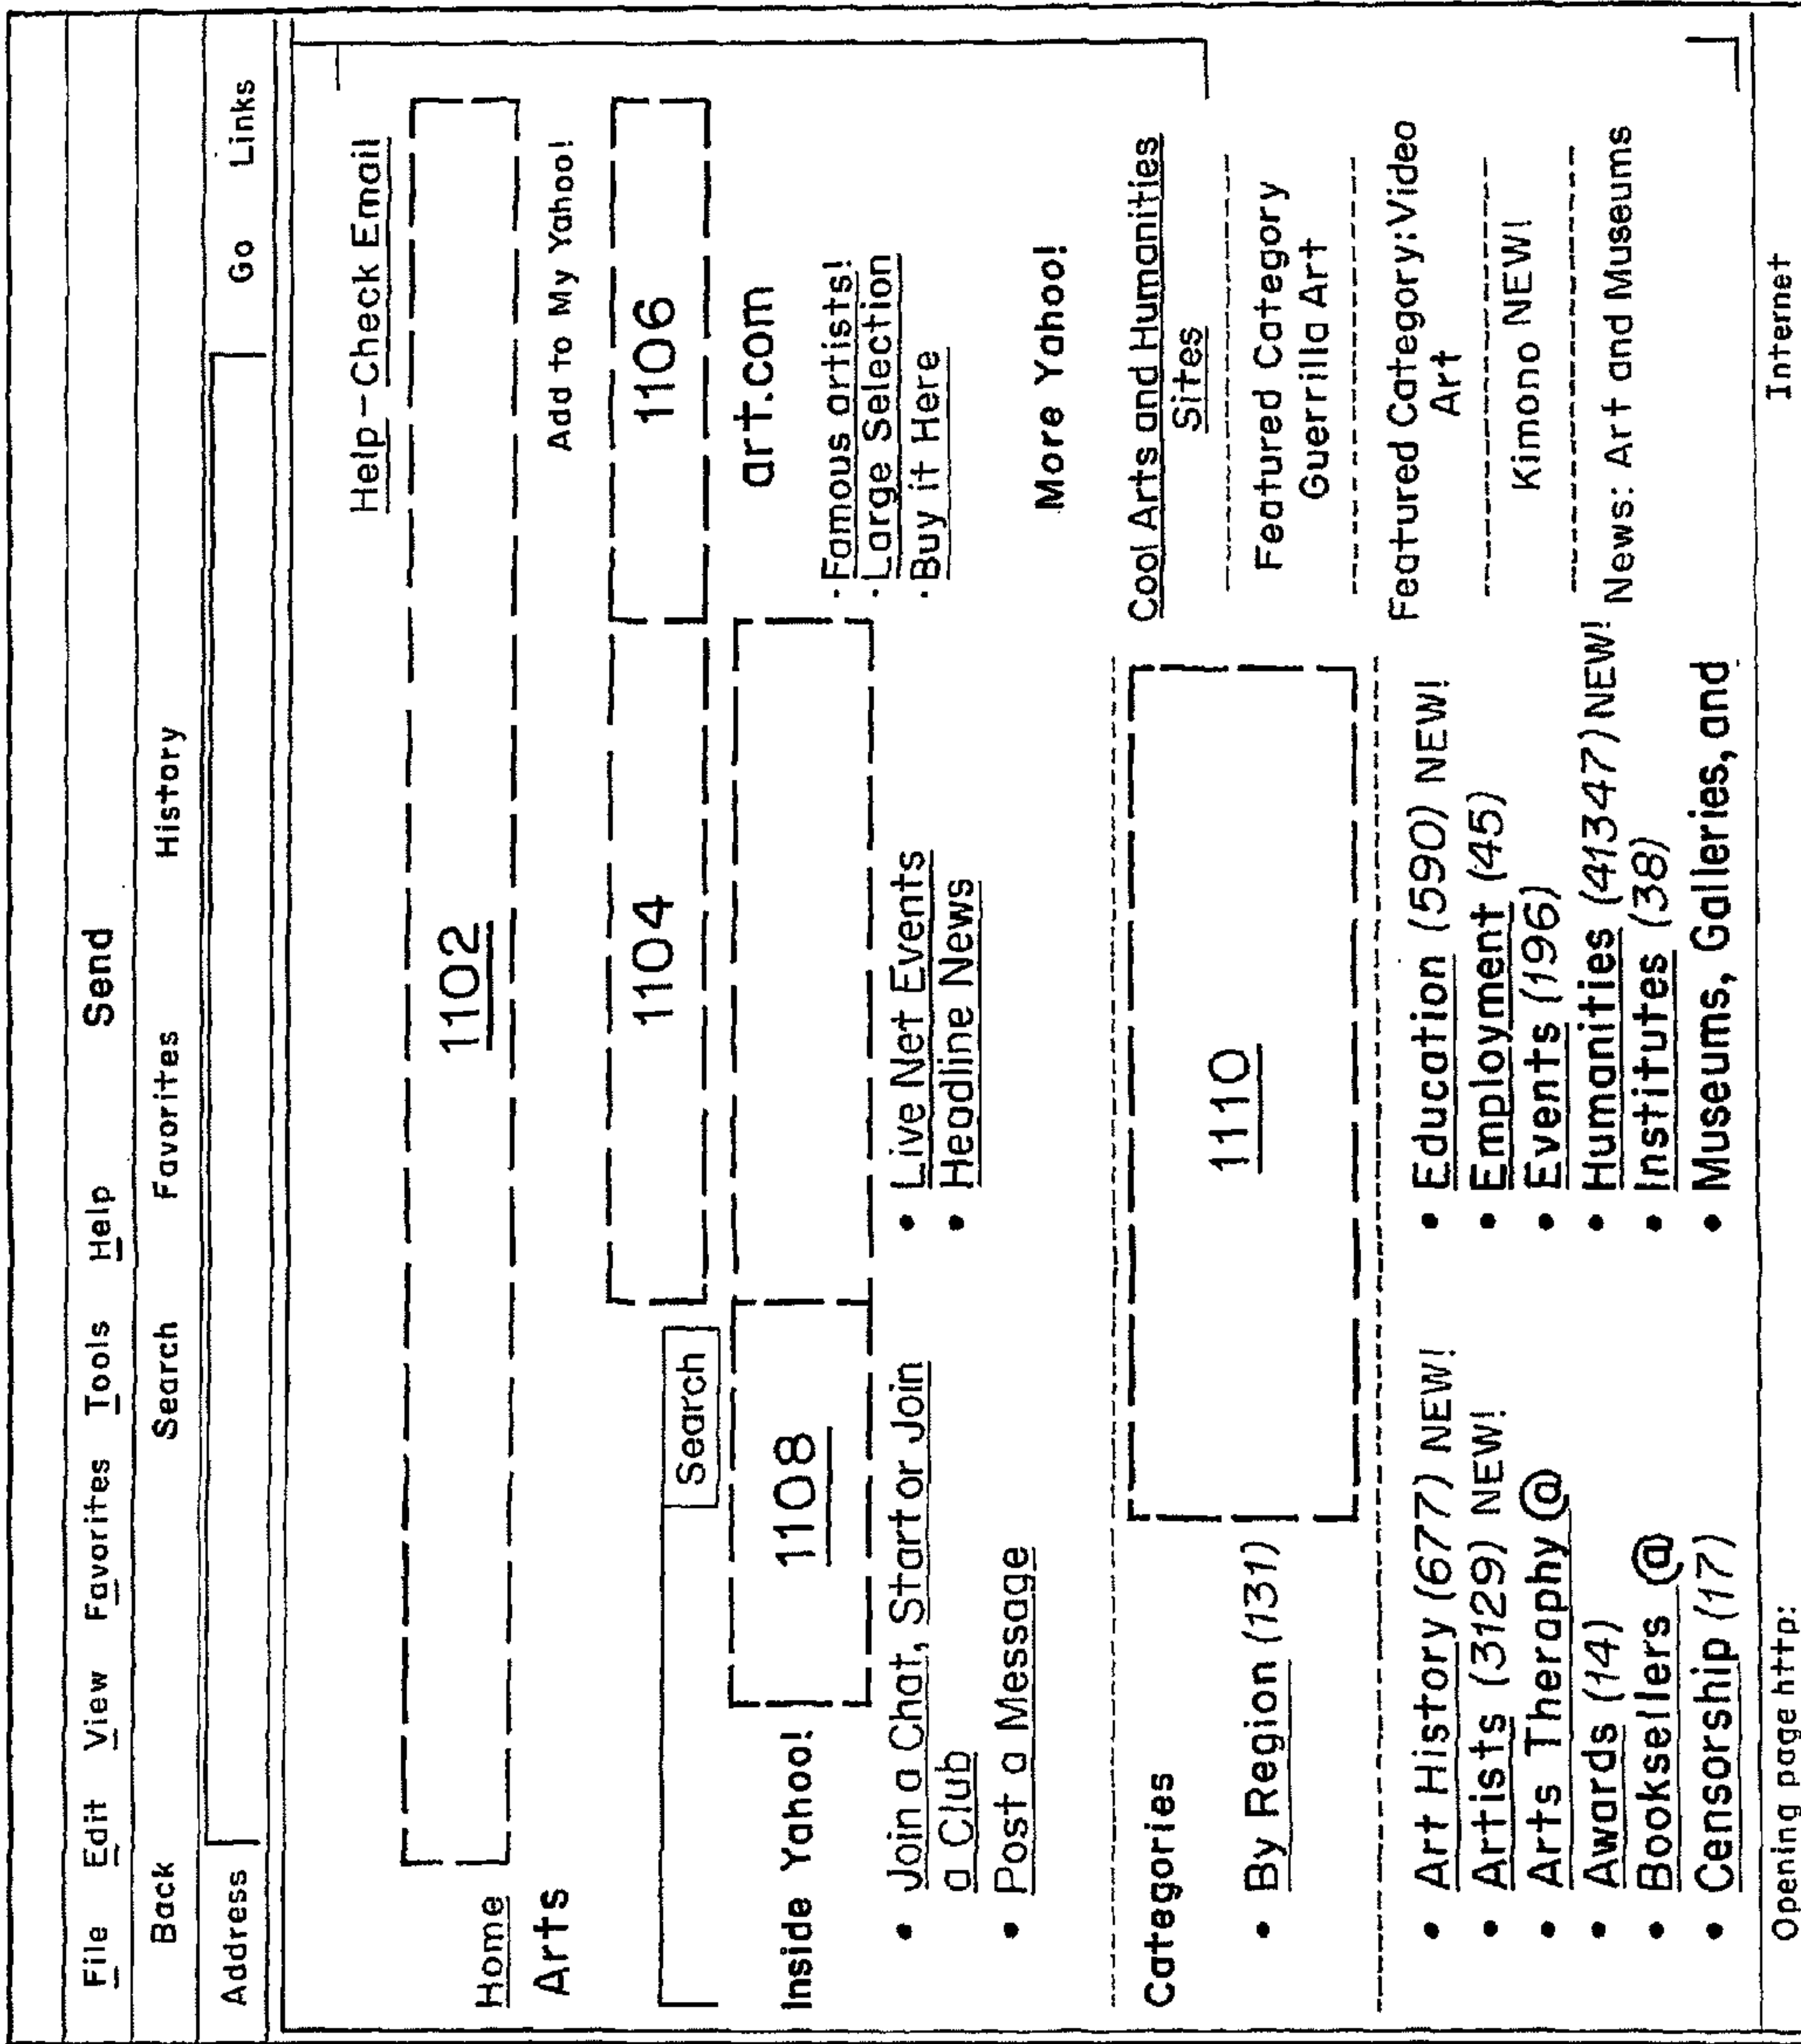 File Edit View Favorites Tools Help Send
Back Search Favorites History
Address Go Links
Help-Check Email
Home 1102
Arts Add to My Yahoo!
1104 1106
Search
Inside Yahoo! 1108 art.com
• Join a Chat, Start or Join a Club
• Post a Message
• Live Net Events
• Headline News
· Famous artists!
· Large Selection
· Buy it Here
More Yahoo!
Categories
• By Region (131) 1110
Cool Arts and Humanities
Sites
Featured Category
Guerrilla Art
Featured Category:Video
Art
Kimono NEW!
News: Art and Museums
• Art History (677) NEW!
• Artists (3129) NEW!
• Arts Theraphy @
• Awards (14)
• Booksellers @
• Censorship (17)
• Education (590) NEW!
• Employment (45)
• Events (196)
• Humanities (41347) NEW!
• Institutes (38)
• Museums, Galleries, and
Opening page http: Internet